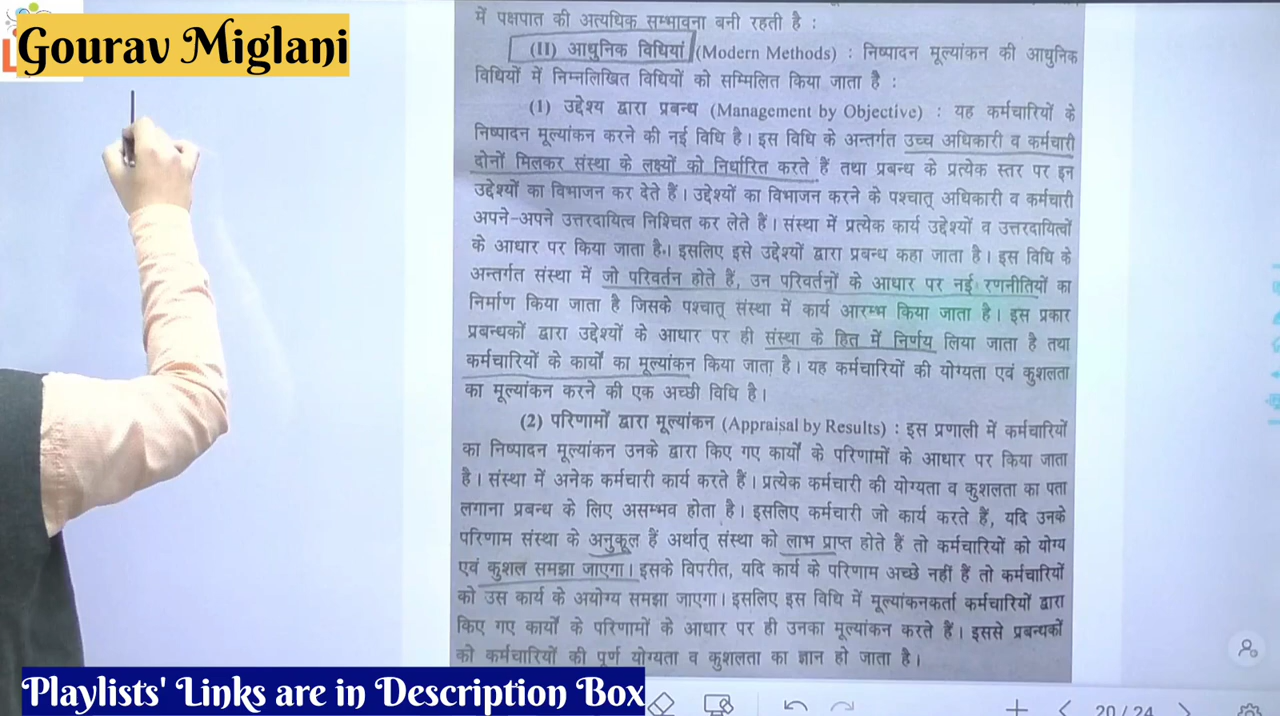 Gourav Miglani
में पक्षपात की अत्यधिक सम्भावना बनी रहती है :
(II) आधुनिक विधियां (Modern Methods) : निष्पादन मूल्यांकन की आधुनिक
विधियों में निम्नलिखित विधियों को सम्मिलित किया जाता है :
(1) उद्देश्य द्वारा प्रबन्ध (Management by Objective) : यह कर्मचारियों के
निष्पादन मूल्यांकन करने की नई विधि है। इस विधि के अन्तर्गत उच्च अधिकारी व कर्मचारी
दोनों मिलकर संस्था के लक्ष्यों को निर्धारित करते हैं तथा प्रबन्ध के प्रत्येक स्तर पर इन
उद्देश्यों का विभाजन कर देते हैं। उद्देश्यों का विभाजन करने के पश्चात् अधिकारी व कर्मचारी
अपने-अपने उत्तरदायित्व निश्चित कर लेते हैं। संस्था में प्रत्येक कार्य उद्देश्यों व उत्तरदायित्वों
के आधार पर किया जाता है। इसलिए इसे उद्देश्यों द्वारा प्रबन्ध कहा जाता है। इस विधि के
अन्तर्गत संस्था में जो परिवर्तन होते हैं, उन परिवर्तनों के आधार पर नई रणनीतियों का
निर्माण किया जाता है जिसके पश्चात् संस्था में कार्य आरम्भ किया जाता है। इस प्रकार
प्रबन्धकों द्वारा उद्देश्यों के आधार पर ही संस्था के हित में निर्णय लिया जाता है तथा
कर्मचारियों के कार्यों का मूल्यांकन किया जाता है। यह कर्मचारियों की योग्यता एवं कुशलता
का मूल्यांकन करने की एक अच्छी विधि है।
(2) परिणामों द्वारा मूल्यांकन (Appraisal by Results) : इस प्रणाली में कर्मचारियों
का निष्पादन मूल्यांकन उनके द्वारा किए गए कार्यों के परिणामों के आधार पर किया जाता
है। संस्था में अनेक कर्मचारी कार्य करते हैं। प्रत्येक कर्मचारी की योग्यता व कुशलता का पता
लगाना प्रबन्ध के लिए असम्भव होता है। इसलिए कर्मचारी जो कार्य करते हैं, यदि उनके
परिणाम संस्था के अनुकूल हैं अर्थात् संस्था को लाभ प्राप्त होते हैं तो कर्मचारियों को योग्य
एवं कुशल समझा जाएगा। इसके विपरीत, यदि कार्य के परिणाम अच्छे नहीं हैं तो कर्मचारियों
को उस कार्य के अयोग्य समझा जाएगा। इसलिए इस विधि में मूल्यांकनकर्ता कर्मचारियों द्वारा
किए गए कार्यों के परिणामों के आधार पर ही उनका मूल्यांकन करते हैं। इससे प्रबन्धकों
को कर्मचारियों की पूर्ण योग्यता व कुशलता का ज्ञान हो जाता है।
Playlists' Links are in Description Box
20/24